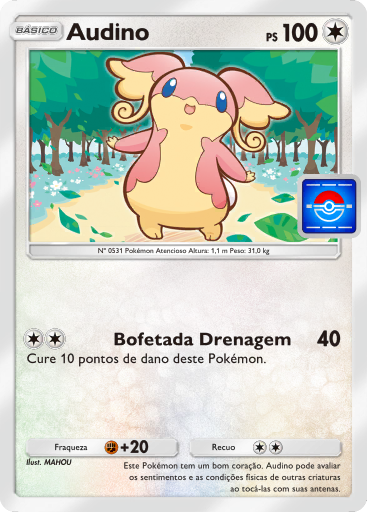 BÁSICO Audino PS 100
Nº 0531 Pokémon Atencioso Altura: 1,1 m Peso: 31,0 kg
Bofetada Drenagem 40
Cure 10 pontos de dano deste Pokémon.
Fraqueza +20 Recuo
Ilust. MAHOU
Este Pokémon tem um bom coração. Audino pode avaliar
os sentimentos e as condições físicas de outras criaturas
ao tocá-las com suas antenas.